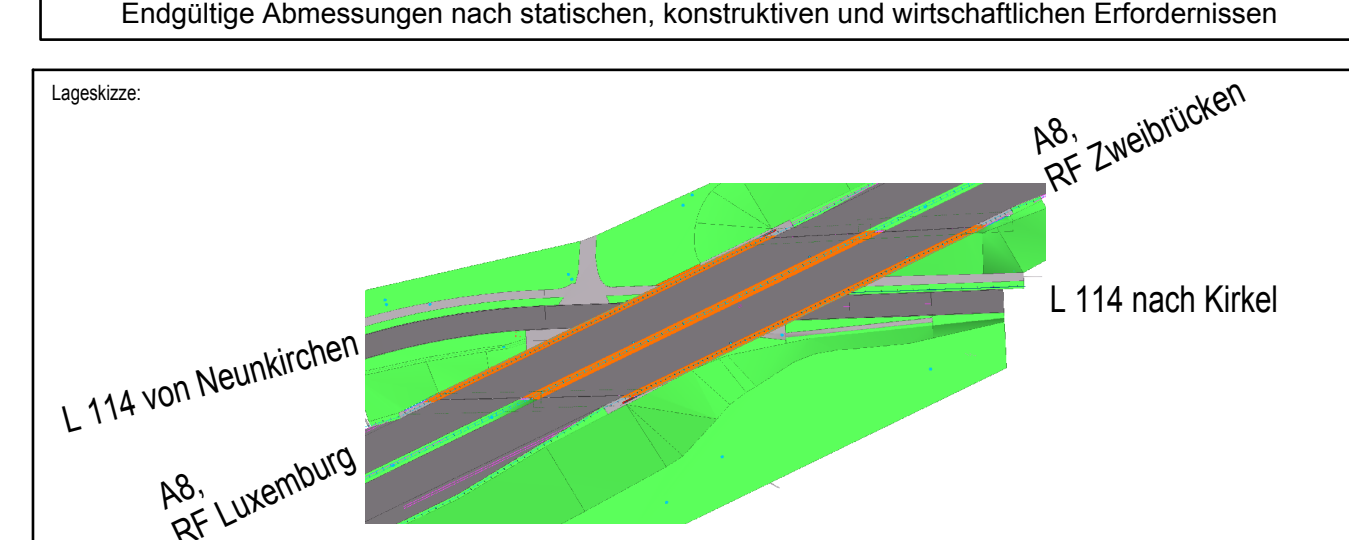 Endgültige Abmessungen nach statischen, konstruktiven und wirtschaftlichen Erfordernissen
Lageskizze:
A8,
RF Zweibrücken
L 114 nach Kirkel
L 114 von Neunkirchen
A8,
RF Luxemburg